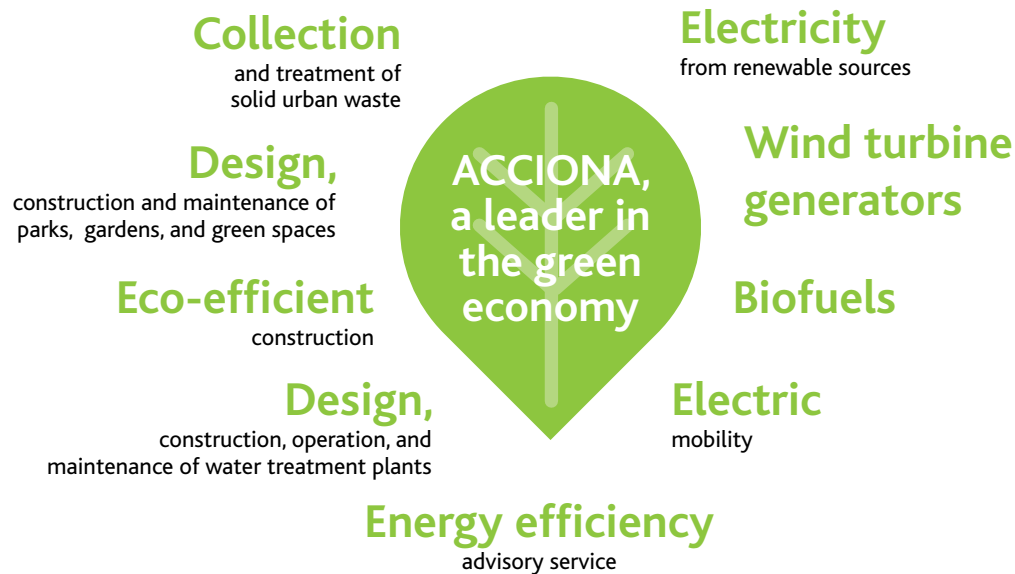 Collection
and treatment of
solid urban waste
Design,
construction and maintenance of
parks, gardens, and green spaces
Eco-efficient
construction
Design,
construction, operation, and
maintenance of water treatment plants
ACCIONA,
a leader in
the green
economy
Electricity
from renewable sources
Wind turbine
generators
Biofuels
Electric
mobility
Energy efficiency
advisory service